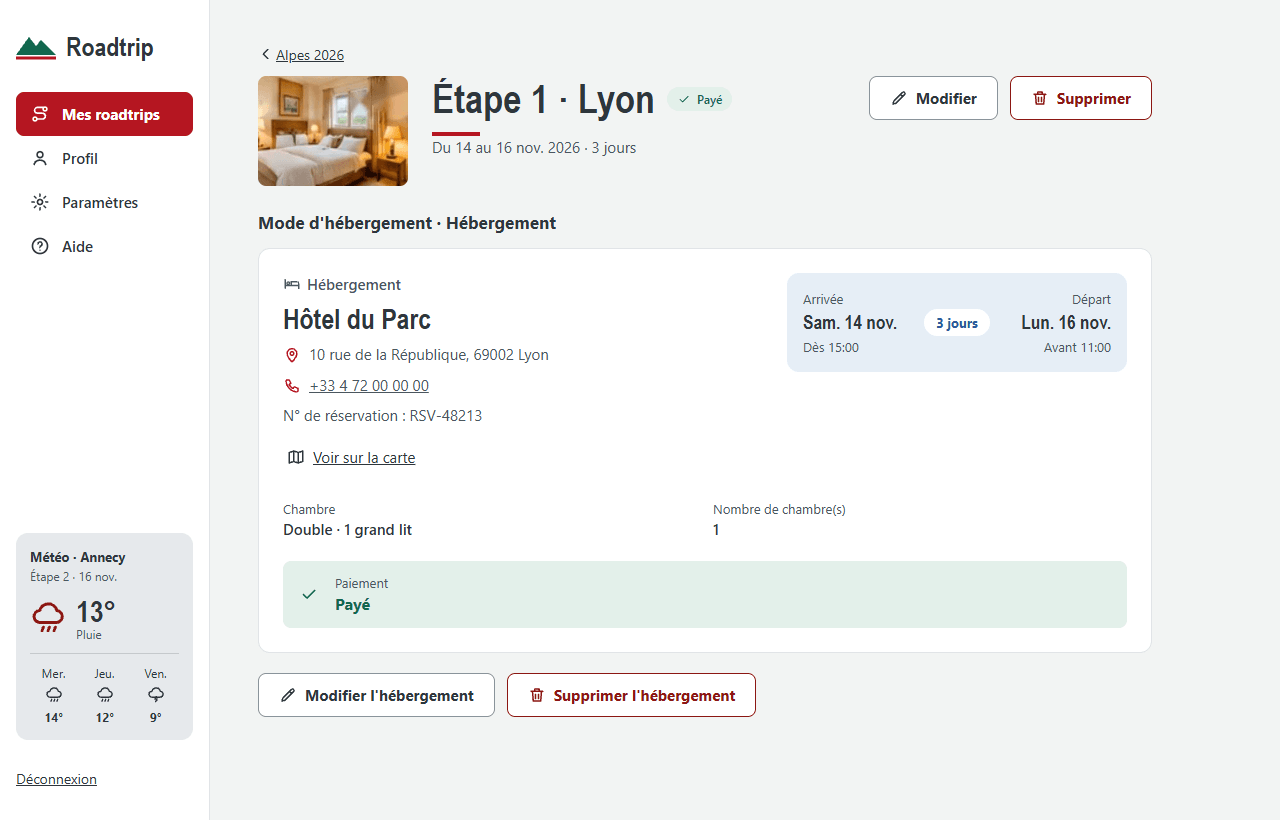 Roadtrip
Mes roadtrips
Profil
Paramètres
Aide
Météo · Annecy
Étape 2 · 16 nov.
13°
Pluie
Mer. Jeu. Ven.
14° 12° 9°
Déconnexion
Alpes 2026
Étape 1 · Lyon
Payé
Modifier
Supprimer
Du 14 au 16 nov. 2026 · 3 jours
Mode d'hébergement · Hébergement
Hébergement
Hôtel du Parc
10 rue de la République, 69002 Lyon
+33 4 72 00 00 00
N° de réservation : RSV-48213
Voir sur la carte
Arrivée
Sam. 14 nov.
Dès 15:00
3 jours
Départ
Lun. 16 nov.
Avant 11:00
Chambre
Double · 1 grand lit
Nombre de chambre(s)
1
Paiement
Payé
Modifier l'hébergement
Supprimer l'hébergement